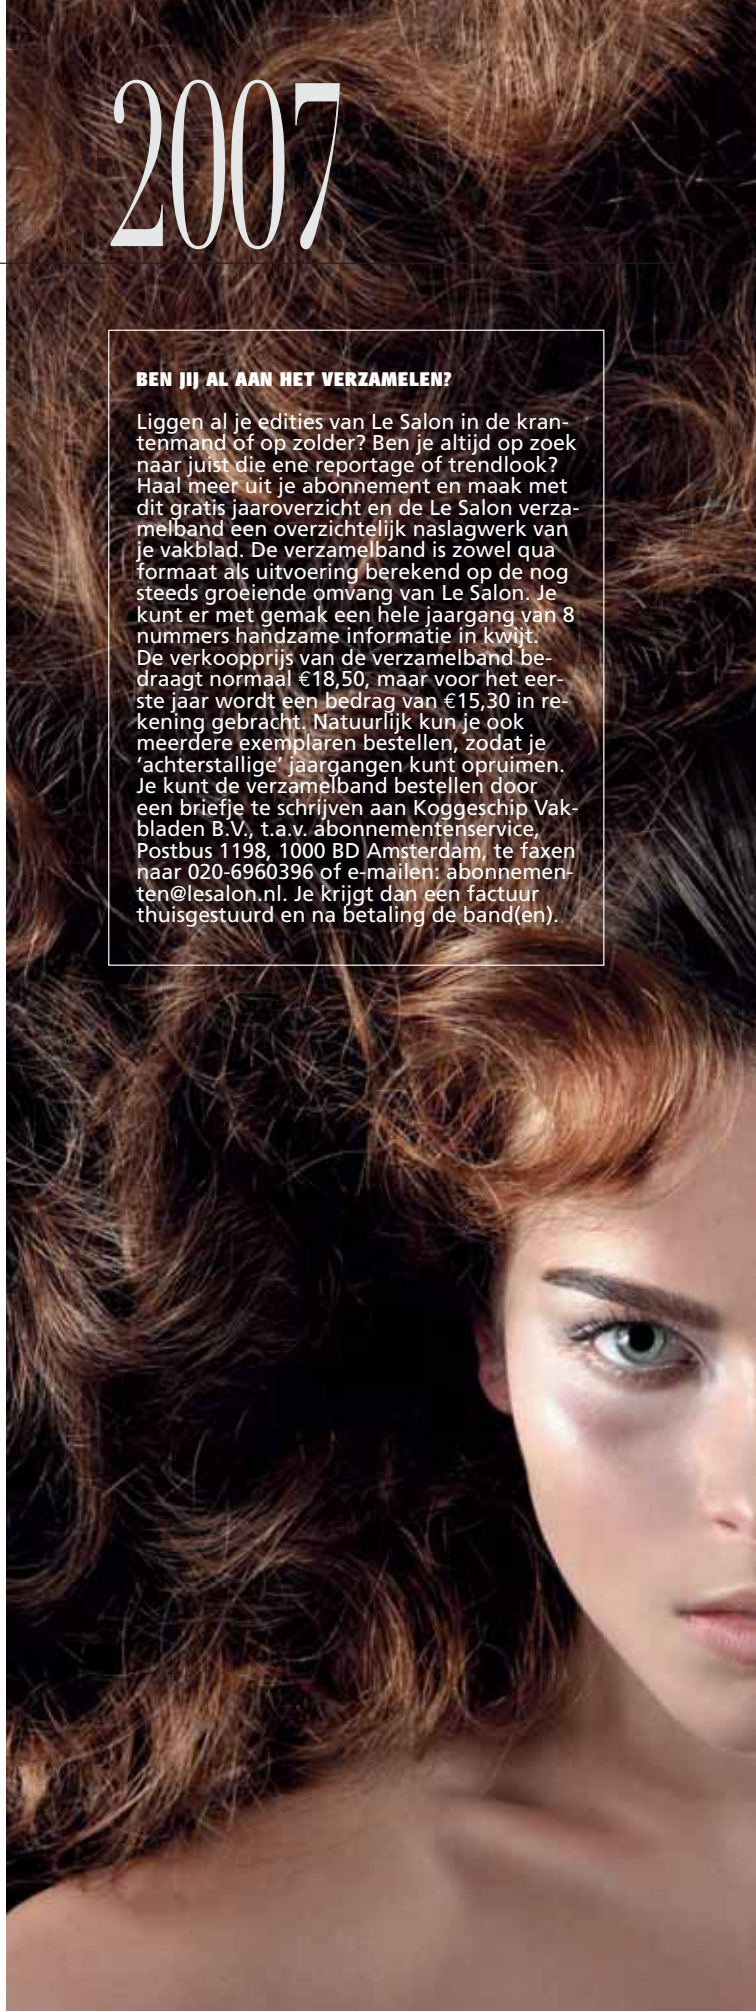 2007
BEN JIJ AL AAN HET VERZAMELEN?
Liggen al je edities van Le Salon in de kran-
tenmand of op zolder? Ben je altijd op zoek
naar juist die ene reportage of trendlook?
Haal meer uit je abonnement en maak met
dit gratis jaaroverzicht en de Le Salon verza-
melband een overzichtelijk naslagwerk van
je vakblad. De verzamelband is zowel qua
formaat als uitvoering berekend op de nog
steeds groeiende omvang van Le Salon. Je
kunt er met gemak een hele jaargang van 8
nummers handzame informatie in kwijt.
De verkoopprijs van de verzamelband be-
draagt normaal €18,50, maar voor het eer-
ste jaar wordt een bedrag van €15,30 in re-
kening gebracht. Natuurlijk kun je ook
meerdere exemplaren bestellen, zodat je
‘achterstallige’ jaargangen kunt opruimen.
Je kunt de verzamelband bestellen door
een briefje te schrijven aan Koggeschip Vak-
bladen B.V., t.a.v. abonnementenservice,
Postbus 1198, 1000 BD Amsterdam, te faxen
naar 020-6960396 of e-mailen: abonnemen-
ten@lesalon.nl. Je krijgt dan een factuur
thuisgestuurd en na betaling de band(en).